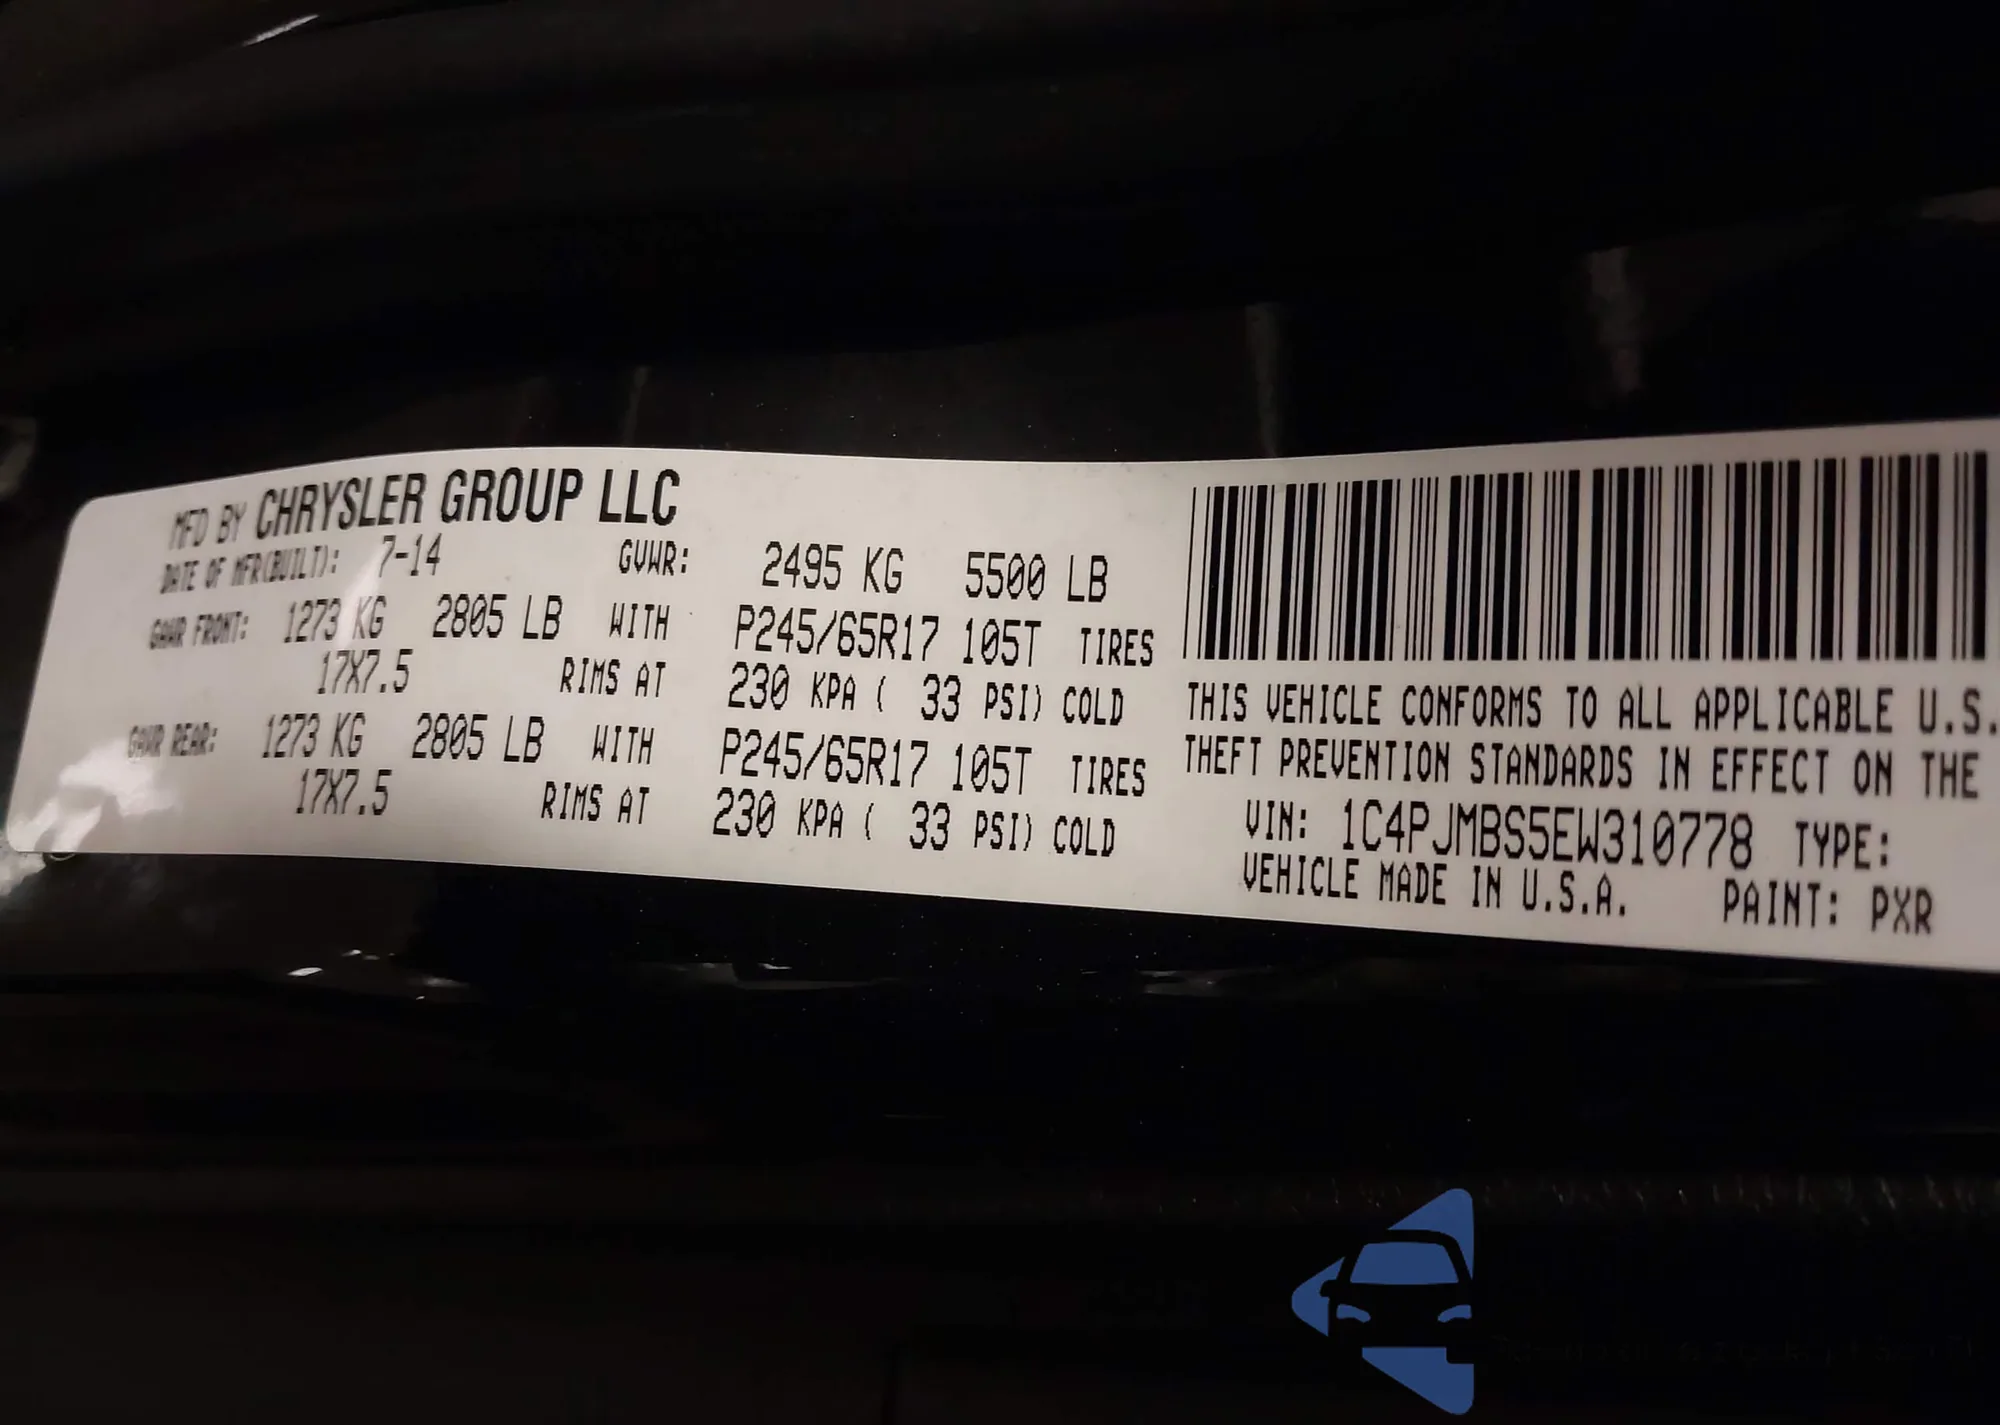 MFD BY CHRYSLER GROUP LLC
DATE OF MFR(BUILT): 7-14 GVWR: 2495 KG 5500 LB
GAWR FRONT: 1273 KG 2805 LB WITH P245/65R17 105T TIRES
17X7.5 RIMS AT 230 KPA ( 33 PSI) COLD
GAWR REAR: 1273 KG 2805 LB WITH P245/65R17 105T TIRES
17X7.5 RIMS AT 230 KPA ( 33 PSI) COLD
THIS VEHICLE CONFORMS TO ALL APPLICABLE U.S.
THEFT PREVENTION STANDARDS IN EFFECT ON THE
VIN: 1C4PJMBS5EW310778 TYPE:
VEHICLE MADE IN U.S.A. PAINT: PXR